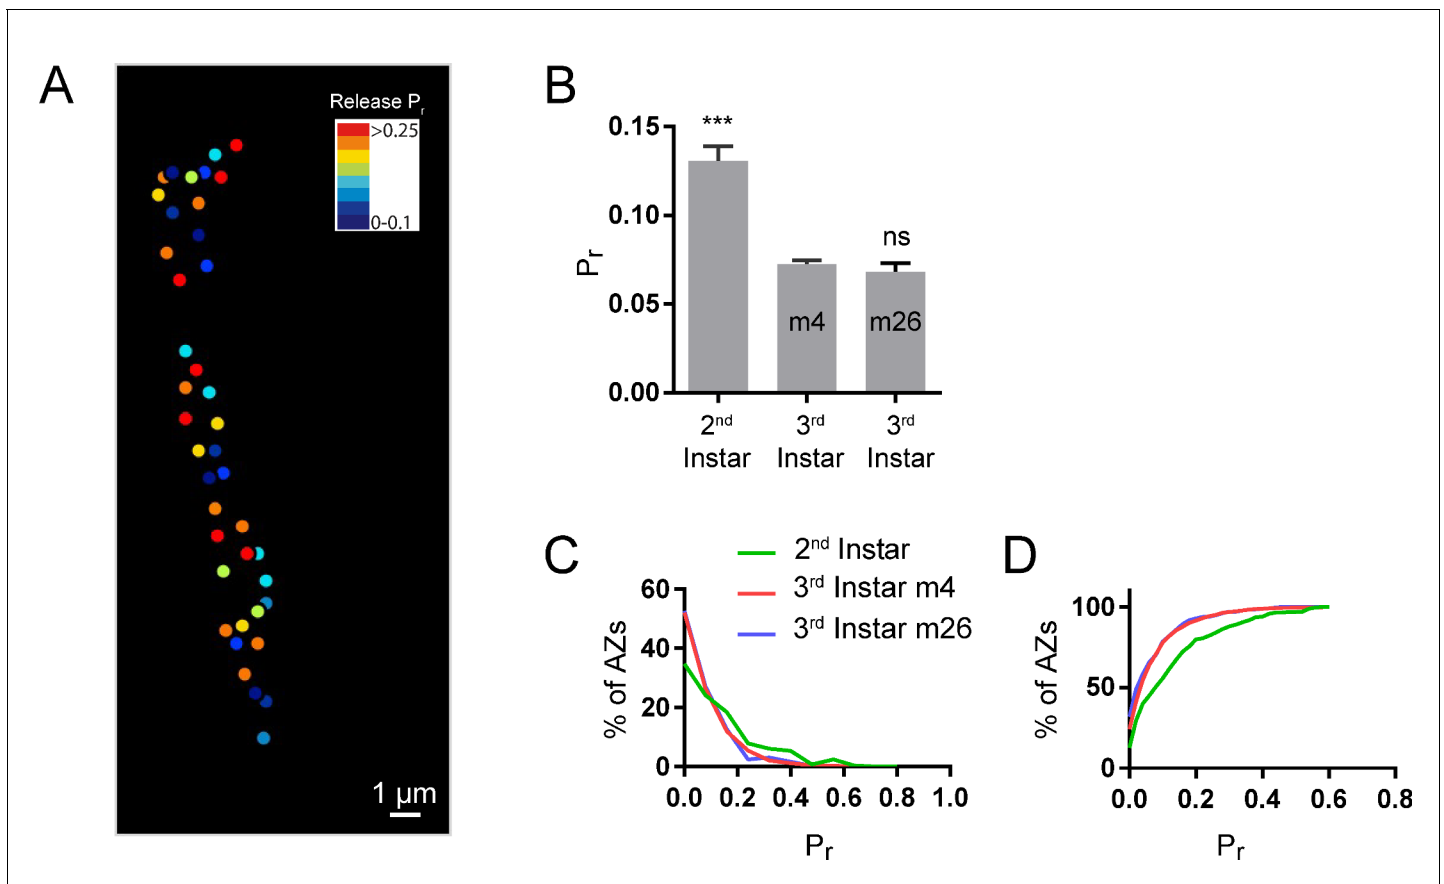 A
Release Pr
>0.25
0-0.1
1 μm
B
0.15
0.10
0.05
0.00
Pr
***
ns
m4
m26
2nd Instar
3rd Instar
3rd Instar
C
2nd Instar
3rd Instar m4
3rd Instar m26
% of AZs
60
40
20
0
0.0 0.2 0.4 0.6 0.8 1.0
Pr
D
% of AZs
100
50
0
0.0 0.2 0.4 0.6 0.8
Pr